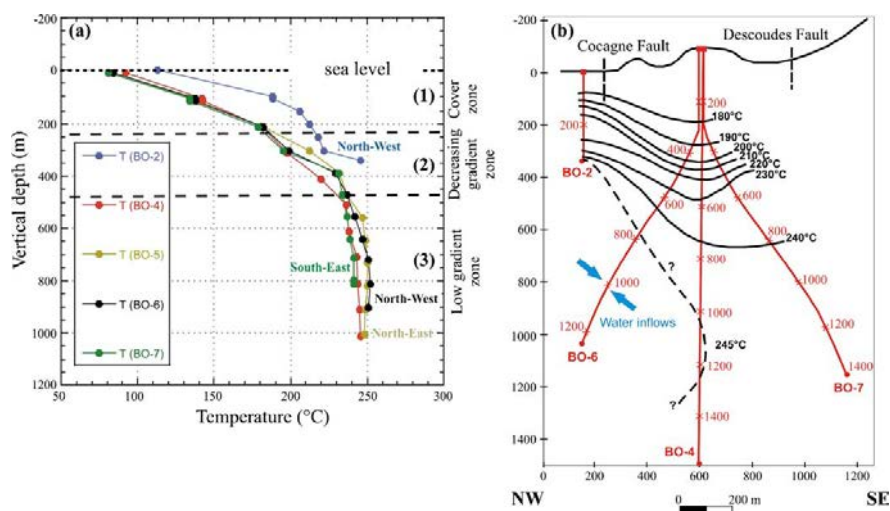 (a)
-200
0
200
400
600
800
1000
1200
Vertical depth (m)
50
100
150
200
250
300
Temperature (°C)
sea level
(1)
Cover
zone
North-West
(2)
Decreasing
gradient
zone
T (BO-2)
T (BO-4)
T (BO-5)
T (BO-6)
T (BO-7)
(3)
Low gradient
zone
South-East
North-West
North-East
(b)
Cocagne Fault
Descoudes Fault
-200
0
200
400
600
800
1000
1200
1400
1500
200
180°C
200
190°C
400
200°C
210°C
220°C
230°C
BO-2
600
600
600
800
800
240°C
?
800
1000
1000
1000
Water inflows
1200
1200
245°C
BO-6
1200
1400
BO-7
?
1400
BO-4
0
200
400
600
800
1000
1200
NW
0
200 m
SE